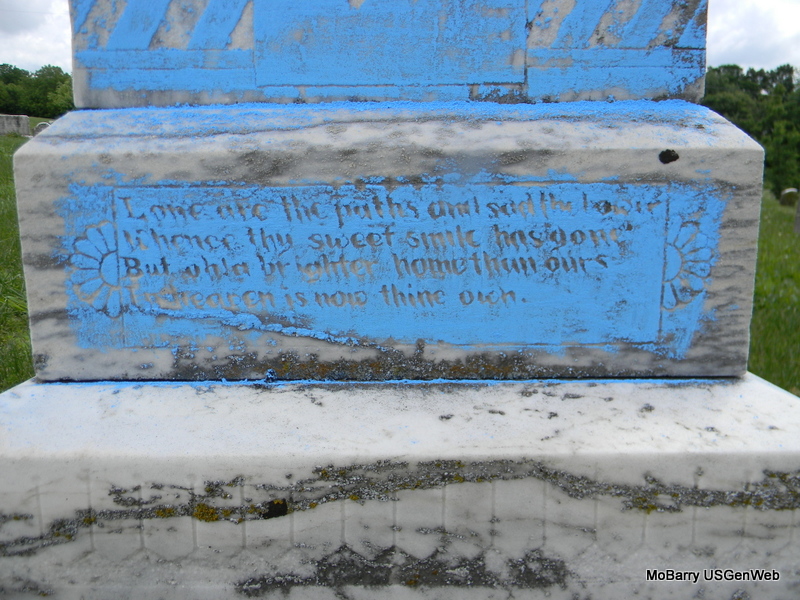 Lone are the paths and sad the bowers
Whence thy sweet smile has gone
But oh! a brighter home than ours
In heaven is now thine own.
MoBarry USGenWeb